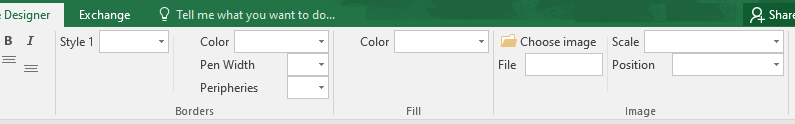 Designer Exchange Tell me what you want to do... Share
B I Style 1 Color Color Choose image Scale
Pen Width File Position
Peripheries
Borders Fill Image